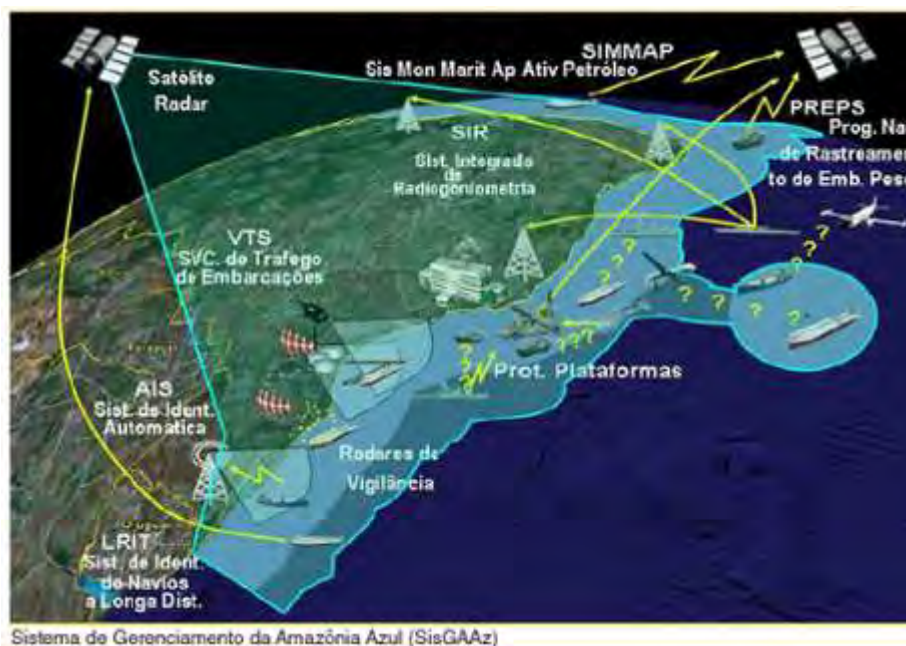 SIMMAP
Sis Mon Marit Ap Ativ Petróleo
Satélite
Radar
PREPS
Prog. Na
de Rastreamen
to de Emb. Pesc
SIR
Sist. Integrado
de Radiogoniometria
VTS
SVC. de Trafego
de Embarcações
? ? ?
? ? ?
? ? ? ?
? ? ?
? ? ?
Prot. Plataformas
AIS
Sist. de Ident.
Automatica
Radares de
Vigilância
LRIT
Sist. de Ident.
de Navios
a Longa Dist.
Sistema de Gerenciamento da Amazônia Azul (SisGAAz)